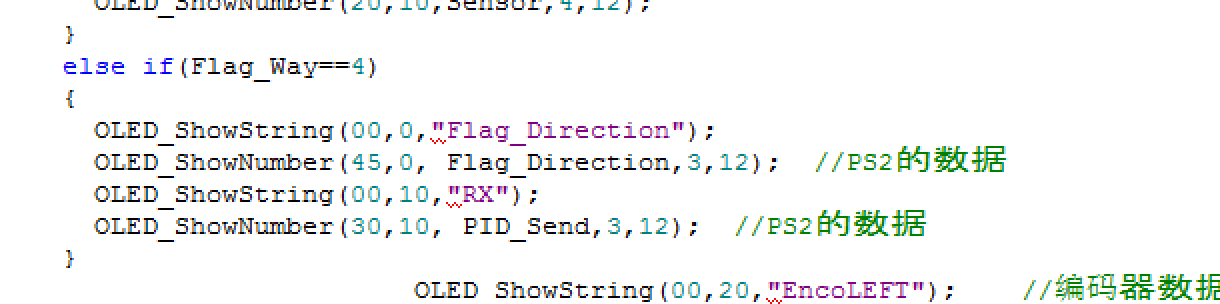 OLED_ShowNumber(20,10,Sensor,4,12);
}
else if(Flag_Way==4)
{
OLED_ShowString(00,0,"Flag_Direction");
OLED_ShowNumber(45,0, Flag_Direction,3,12); //PS2的数据
OLED_ShowString(00,10,"RX");
OLED_ShowNumber(30,10, PID_Send,3,12); //PS2的数据
}
OLED_ShowString(00,20,"EncoLEFT"); //编码器数据